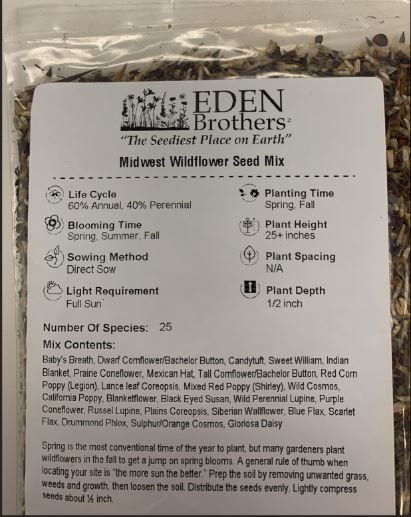 EDEN
Brothers
"The Seediest Place on Earth"
Midwest Wildflower Seed Mix
Life Cycle
60% Annual, 40% Perennial
Planting Time
Spring, Fall
Blooming Time
Spring, Summer, Fall
Plant Height
25+ inches
Sowing Method
Direct Sow
Plant Spacing
N/A
Light Requirement
Full Sun
Plant Depth
1/2 inch
Number Of Species: 25
Mix Contents:
Baby's Breath, Dwarf Cornflower/Bachelor Button, Candytuft, Sweet William, Indian
Blanket, Prairie Coneflower, Mexican Hat, Tall Cornflower/Bachelor Button, Red Corn
Poppy (Legion), Lance leaf Coreopsis, Mixed Red Poppy (Shirley), Wild Cosmos,
California Poppy, Blanketflower, Black Eyed Susan, Wild Perennial Lupine, Purple
Coneflower, Russel Lupine, Plains Coreopsis, Siberian Wallflower, Blue Flax, Scarlet
Flax, Drummond Phlox, Sulphur/Orange Cosmos, Gloriosa Daisy
Spring is the most conventional time of the year to plant, but many gardeners plant
wildflowers in the fall to get a jump on spring blooms. A general rule of thumb when
locating your site is "the more sun the better." Prep the soil by removing unwanted grass,
weeds and growth, then loosen the soil. Distribute the seeds evenly. Lightly compress
seeds about ½ inch.